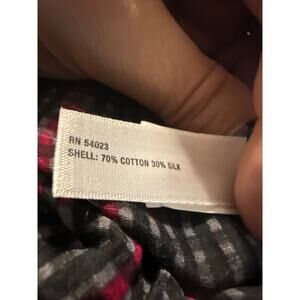 RN 54023
SHELL: 70% COTTON 30% SILK